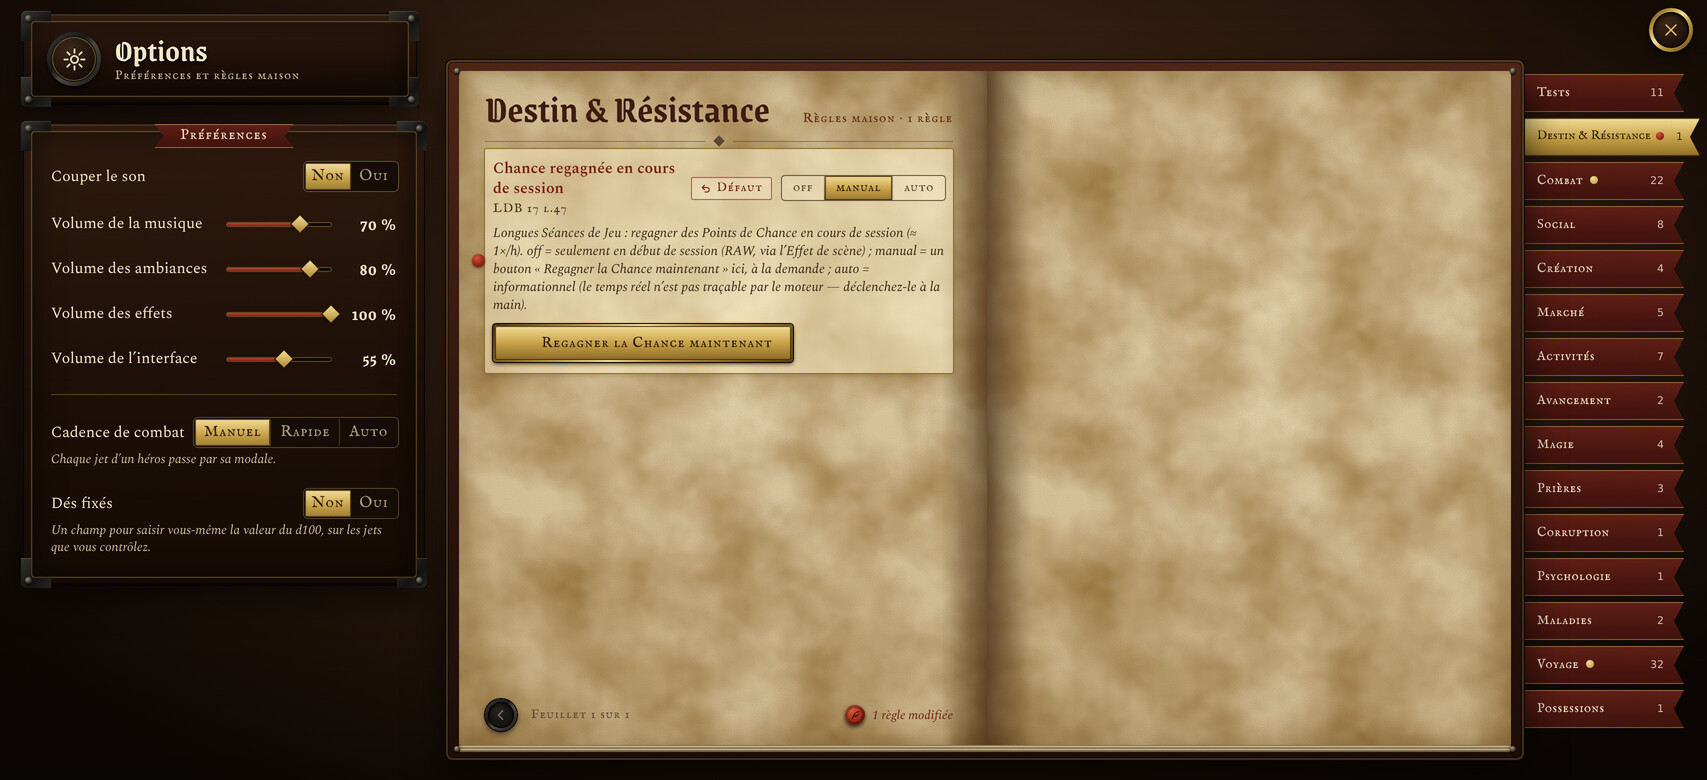 Options
Préférences et règles maison
Préférences
Couper le son
Non Oui
Volume de la musique 70 %
Volume des ambiances 80 %
Volume des effets 100 %
Volume de l'interface 55 %
Cadence de combat Manuel Rapide Auto
Chaque jet d'un héros passe par sa modale.
Dés fixés Non Oui
Un champ pour saisir vous-même la valeur du d100, sur les jets
que vous contrôlez.
Destin & Résistance
Règles maison · 1 règle
Chance regagnée en cours
de session
LDB 17 l.47
Défaut
OFF MANUAL AUTO
Longues Séances de Jeu : regagner des Points de Chance en cours de session (≈
1×/h). off = seulement en début de session (RAW, via l'Effet de scène) ; manual = un
bouton « Regagner la Chance maintenant » ici, à la demande ; auto =
informationnel (le temps réel n'est pas traçable par le moteur — déclenchez-le à la
main).
Regagner la Chance maintenant
Feuillet 1 sur 1
1 règle modifiée
Tests 11
Destin & Résistance 1
Combat 22
Social 8
Création 4
Marché 5
Activités 7
Avancement 2
Magie 4
Prières 3
Corruption 1
Psychologie 1
Maladies 2
Voyage 32
Possessions 1